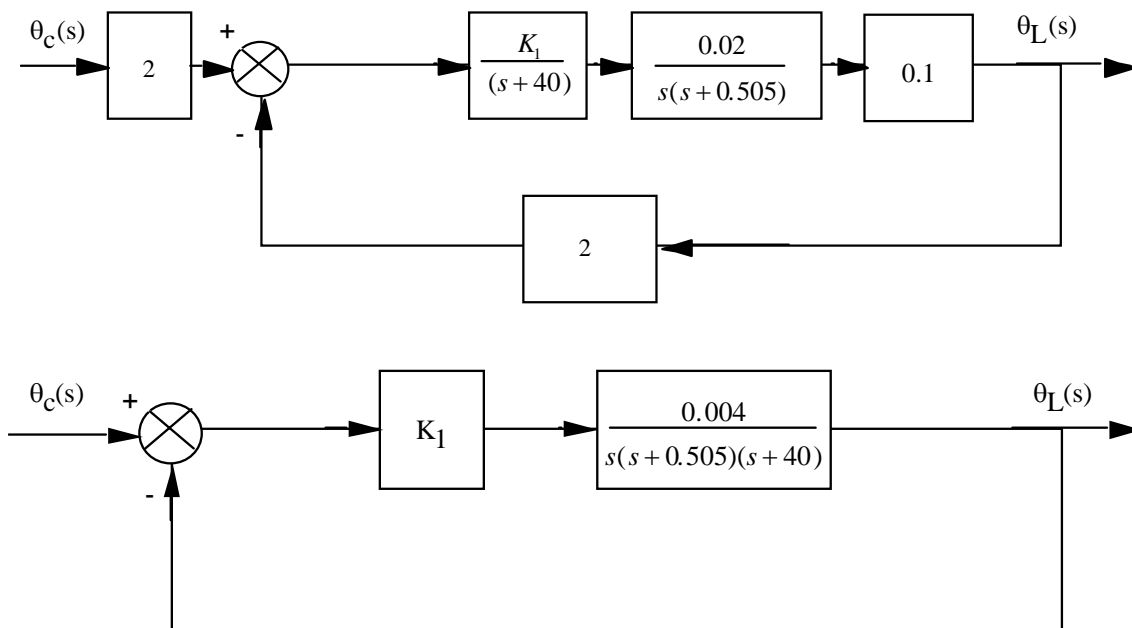 θc(s)
+
2
-
K1
(s + 40)
0.02
s(s + 0.505)
0.1
θL(s)
2
θc(s)
+
-
K1
0.004
s(s + 0.505)(s + 40)
θL(s)